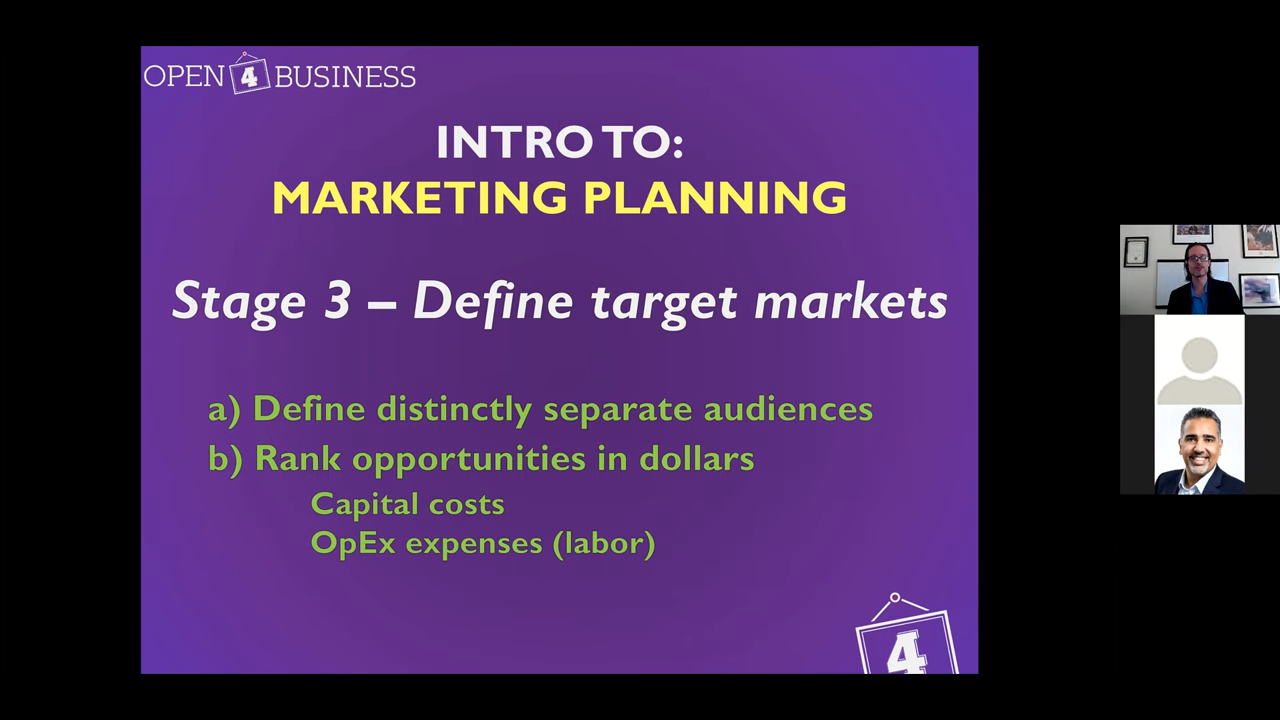 OPEN 4 BUSINESS
INTRO TO:
MARKETING PLANNING
Stage 3 – Define target markets
a) Define distinctly separate audiences
b) Rank opportunities in dollars
Capital costs
OpEx expenses (labor)
4